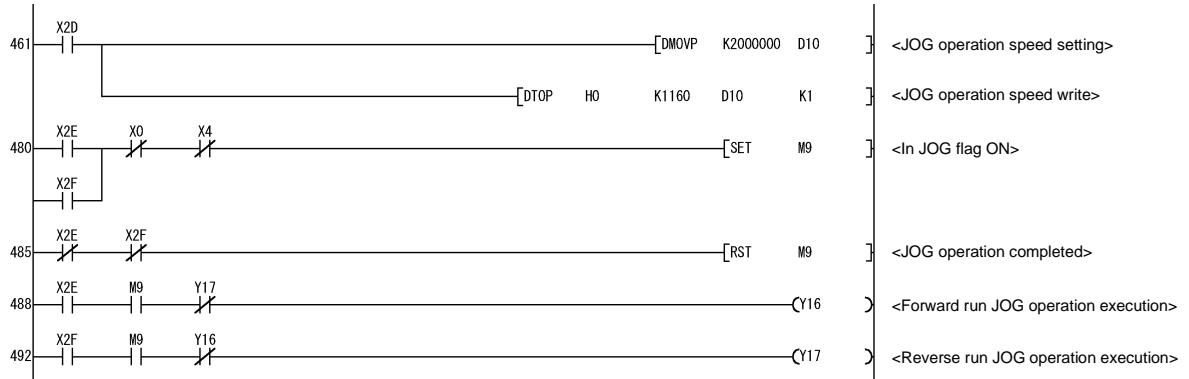 X2D
461 [DMOVP K2000000 D10 ] <JOG operation speed setting>
[DTOP H0 K1160 D10 K1 ] <JOG operation speed write>
X2E X0 X4
480 [SET M9 ] <In JOG flag ON>
X2F
X2E X2F
485 [RST M9 ] <JOG operation completed>
X2E M9 Y17
488 (Y16 ) <Forward run JOG operation execution>
X2F M9 Y16
492 (Y17 ) <Reverse run JOG operation execution>